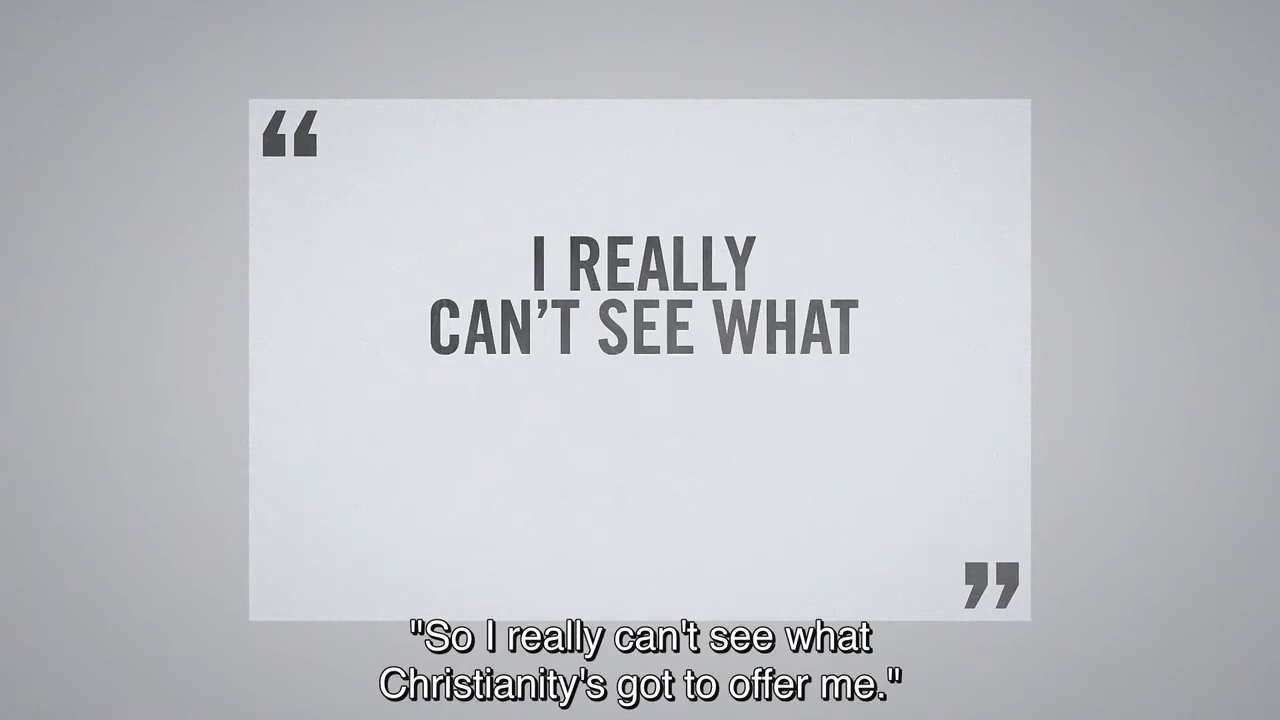 “
I REALLY
CAN’T SEE WHAT
”
"So I really can't see what
Christianity's got to offer me."